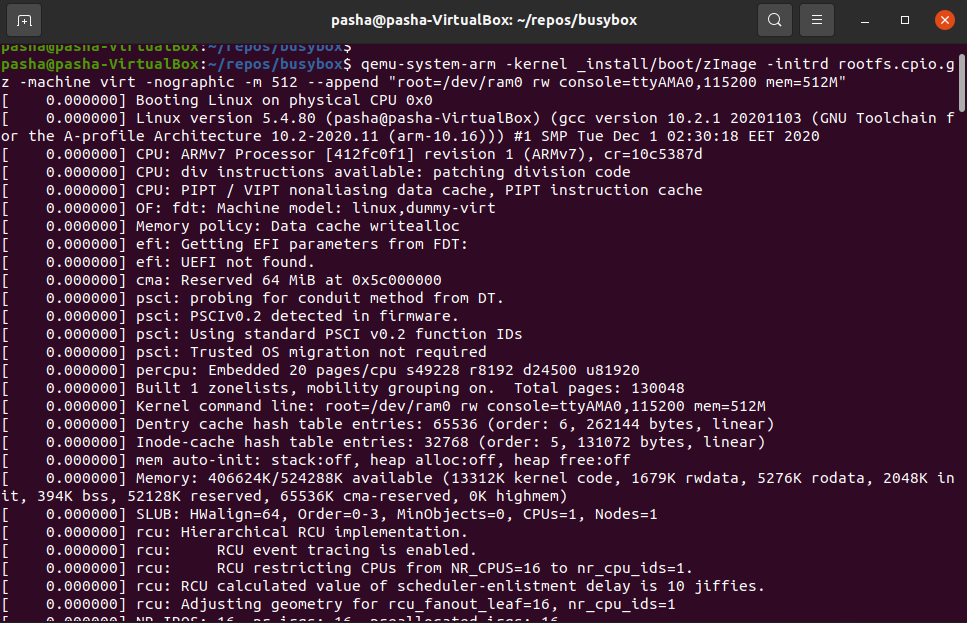 pasha@pasha-VirtualBox: ~/repos/busybox
pasha@pasha-VirtualBox:~/repos/busybox$
pasha@pasha-VirtualBox:~/repos/busybox$ qemu-system-arm -kernel _install/boot/zImage -initrd rootfs.cpio.g
z -machine virt -nographic -m 512 --append "root=/dev/ram0 rw console=ttyAMA0,115200 mem=512M"
[    0.000000] Booting Linux on physical CPU 0x0
[    0.000000] Linux version 5.4.80 (pasha@pasha-VirtualBox) (gcc version 10.2.1 20201103 (GNU Toolchain f
or the A-profile Architecture 10.2-2020.11 (arm-10.16))) #1 SMP Tue Dec 1 02:30:18 EET 2020
[    0.000000] CPU: ARMv7 Processor [412fc0f1] revision 1 (ARMv7), cr=10c5387d
[    0.000000] CPU: div instructions available: patching division code
[    0.000000] CPU: PIPT / VIPT nonaliasing data cache, PIPT instruction cache
[    0.000000] OF: fdt: Machine model: linux,dummy-virt
[    0.000000] Memory policy: Data cache writealloc
[    0.000000] efi: Getting EFI parameters from FDT:
[    0.000000] efi: UEFI not found.
[    0.000000] cma: Reserved 64 MiB at 0x5c000000
[    0.000000] psci: probing for conduit method from DT.
[    0.000000] psci: PSCIv0.2 detected in firmware.
[    0.000000] psci: Using standard PSCI v0.2 function IDs
[    0.000000] psci: Trusted OS migration not required
[    0.000000] percpu: Embedded 20 pages/cpu s49228 r8192 d24500 u81920
[    0.000000] Built 1 zonelists, mobility grouping on.  Total pages: 130048
[    0.000000] Kernel command line: root=/dev/ram0 rw console=ttyAMA0,115200 mem=512M
[    0.000000] Dentry cache hash table entries: 65536 (order: 6, 262144 bytes, linear)
[    0.000000] Inode-cache hash table entries: 32768 (order: 5, 131072 bytes, linear)
[    0.000000] mem auto-init: stack:off, heap alloc:off, heap free:off
[    0.000000] Memory: 406624K/524288K available (13312K kernel code, 1679K rwdata, 5276K rodata, 2048K in
it, 394K bss, 52128K reserved, 65536K cma-reserved, 0K highmem)
[    0.000000] SLUB: HWalign=64, Order=0-3, MinObjects=0, CPUs=1, Nodes=1
[    0.000000] rcu: Hierarchical RCU implementation.
[    0.000000] rcu:     RCU event tracing is enabled.
[    0.000000] rcu:     RCU restricting CPUs from NR_CPUS=16 to nr_cpu_ids=1.
[    0.000000] rcu: RCU calculated value of scheduler-enlistment delay is 10 jiffies.
[    0.000000] rcu: Adjusting geometry for rcu_fanout_leaf=16, nr_cpu_ids=1
[    0.000000] NR_IRQS: 16, nr_irqs: 16, preallocated irqs: 16